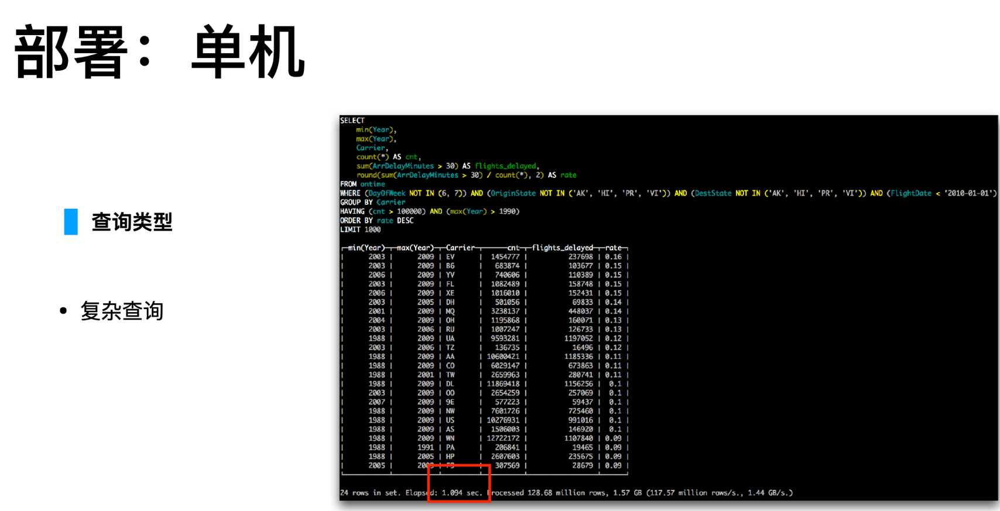 部署：单机
查询类型
• 复杂查询
SELECT
min(Year),
max(Year),
Carrier,
count(*) AS cnt,
sum(ArrDelayMinutes > 30) AS flights_delayed,
round(sum(ArrDelayMinutes > 30) / count(*), 2) AS rate
FROM ontime
WHERE (DayOfWeek NOT IN (6, 7)) AND (OriginState NOT IN ('AK', 'HI', 'PR', 'VI')) AND (DestState NOT IN ('AK', 'HI', 'PR', 'VI')) AND (FlightDate < '2010-01-01')
GROUP BY Carrier
HAVING (cnt > 100000) AND (max(Year) > 1990)
ORDER BY rate DESC
LIMIT 1000
min(Year) max(Year) Carrier cnt flights_delayed rate
2003 | 2009 | EV | 1454777 | 237698 | 0.16 |
2003 | 2009 | B6 | 683874 | 103677 | 0.15 |
2006 | 2009 | YV | 740606 | 110389 | 0.15 |
2003 | 2009 | FL | 1082489 | 158748 | 0.15 |
2006 | 2009 | XE | 1016010 | 152431 | 0.15 |
2003 | 2005 | DH | 501056 | 69833 | 0.14 |
2001 | 2009 | MQ | 3238137 | 448037 | 0.14 |
2004 | 2009 | OH | 1195868 | 160071 | 0.13 |
2003 | 2006 | RU | 1007247 | 126733 | 0.13 |
1988 | 2009 | UA | 9593281 | 1197052 | 0.12 |
2003 | 2006 | TZ | 136735 | 16496 | 0.12 |
1988 | 2009 | AA | 10600421 | 1185336 | 0.11 |
1988 | 2009 | CO | 6029147 | 673863 | 0.11 |
1988 | 2001 | TW | 2659963 | 280741 | 0.11 |
1988 | 2009 | DL | 11869418 | 1156256 | 0.1 |
2003 | 2009 | OO | 2654259 | 257069 | 0.1 |
2007 | 2009 | 9E | 577223 | 59437 | 0.1 |
1988 | 2009 | NW | 7601726 | 725460 | 0.1 |
1988 | 2009 | US | 10276931 | 991016 | 0.1 |
1988 | 2009 | AS | 1506003 | 146920 | 0.1 |
1988 | 2009 | WN | 12722172 | 1107840 | 0.09 |
1988 | 1991 | PA | 206841 | 19465 | 0.09 |
1988 | 2005 | HP | 2607603 | 235675 | 0.09 |
2005 | 2009 | F9 | 307569 | 28679 | 0.09 |
24 rows in set. Elapsed: 1.094 sec. Processed 128.68 million rows, 1.57 GB (117.57 million rows/s., 1.44 GB/s.)